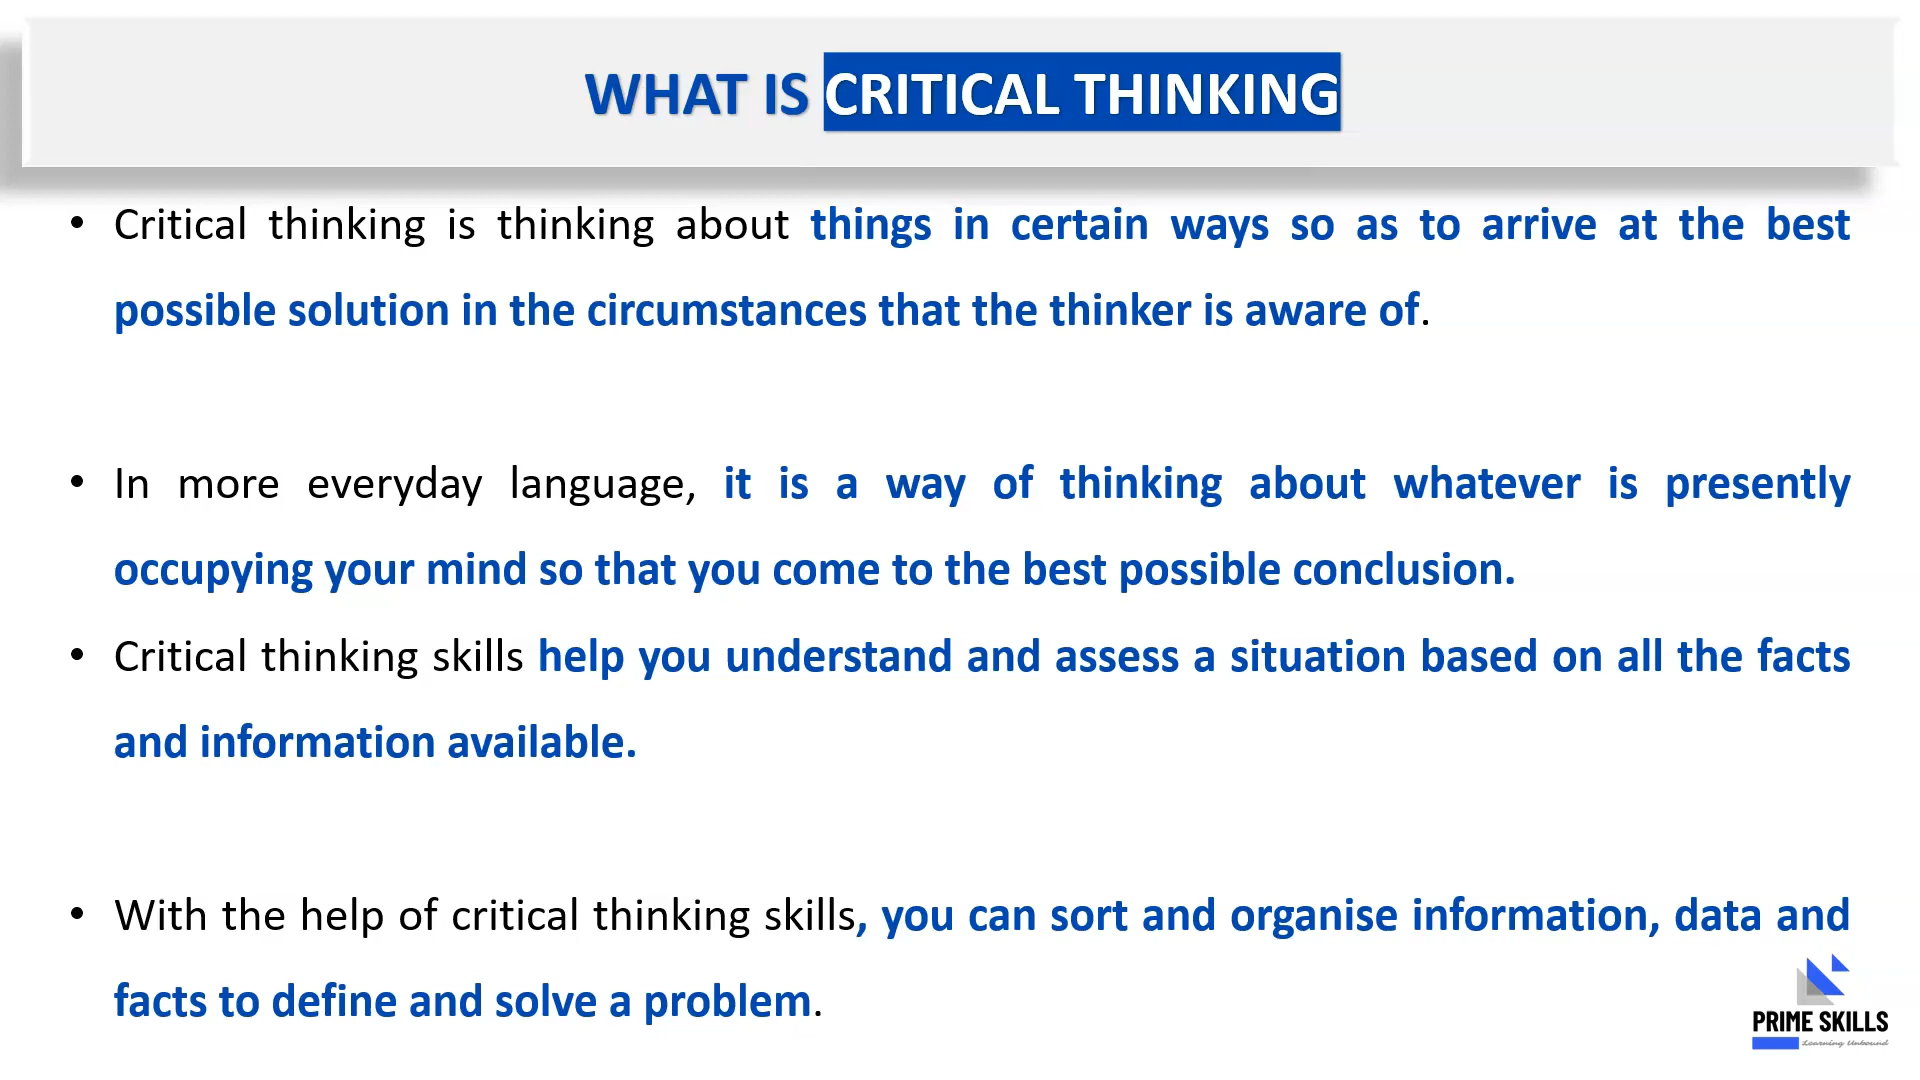 WHAT IS CRITICAL THINKING
• Critical thinking is thinking about things in certain ways so as to arrive at the best
possible solution in the circumstances that the thinker is aware of.
• In more everyday language, it is a way of thinking about whatever is presently
occupying your mind so that you come to the best possible conclusion.
• Critical thinking skills help you understand and assess a situation based on all the facts
and information available.
• With the help of critical thinking skills, you can sort and organise information, data and
facts to define and solve a problem.
PRIME SKILLS
Learning Unbound